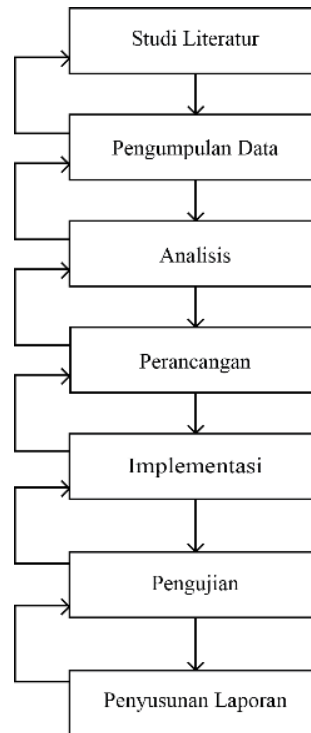 Studi Literatur
Pengumpulan Data
Analisis
Perancangan
Implementasi
Pengujian
Penyusunan Laporan